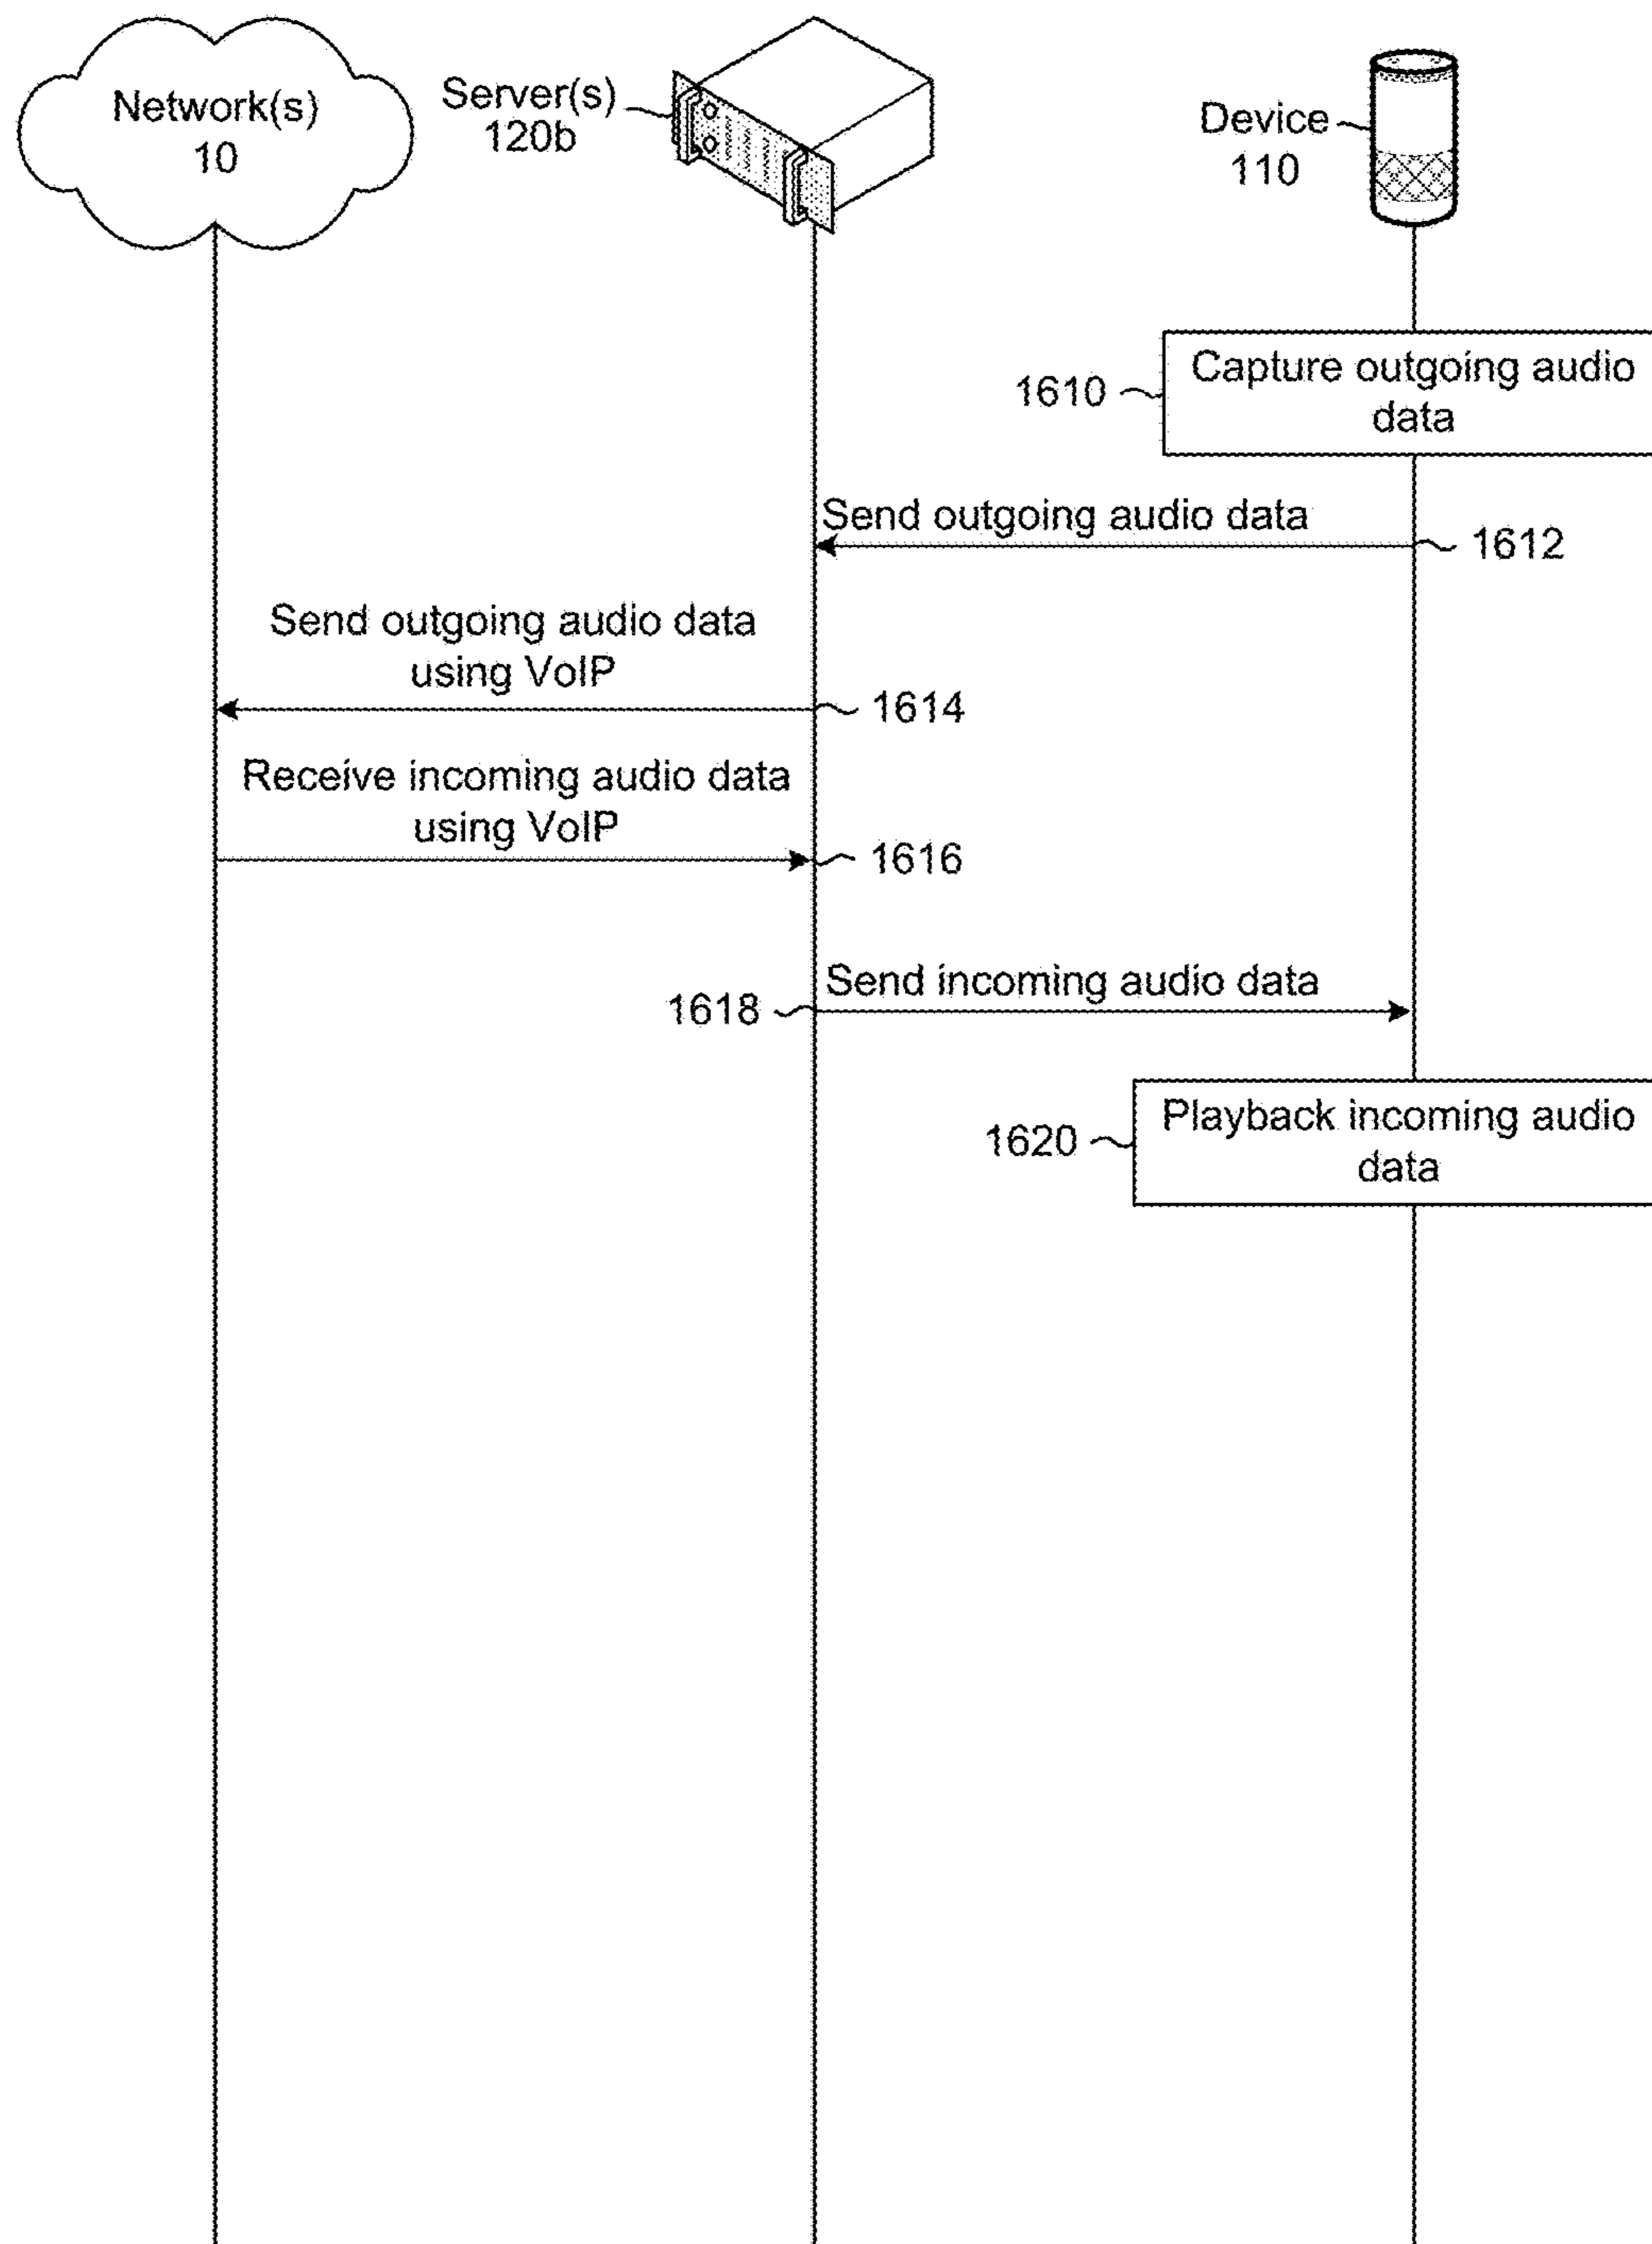 Network(s)
10
Server(s)
120b
Device
110
Capture outgoing audio
data
1610
Send outgoing audio data
1612
Send outgoing audio data
using VoIP
1614
Receive incoming audio data
using VoIP
1616
Send incoming audio data
1618
Playback incoming audio
data
1620